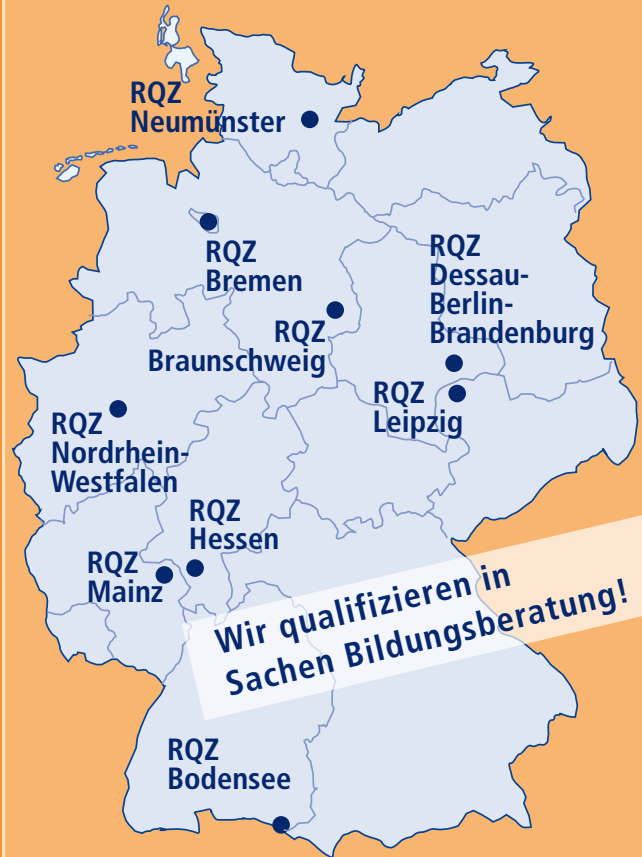 RQZ
Neumünster
RQZ
Bremen
RQZ
Dessau-
Berlin-
Brandenburg
RQZ
Braunschweig
RQZ
Leipzig
RQZ
Nordrhein-
Westfalen
RQZ
Hessen
RQZ
Mainz
Wir qualifizieren in
Sachen Bildungsberatung!
RQZ
Bodensee